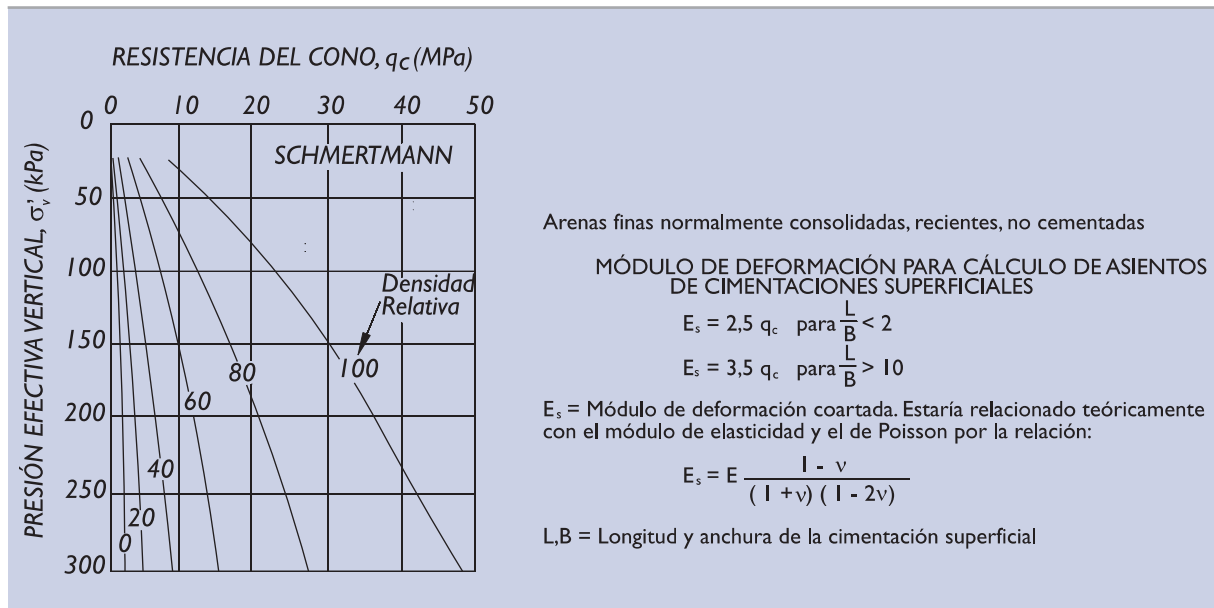 RESISTENCIA DEL CONO, qc (MPa)
0 10 20 30 40 50
PRESIÓN EFECTIVA VERTICAL, σ'v (kPa)
0
50
100
150
200
250
300
SCHMERTMANN
Densidad
Relativa
100
80
60
40
20
0
Arenas finas normalmente consolidadas, recientes, no cementadas
MÓDULO DE DEFORMACIÓN PARA CÁLCULO DE ASIENTOS
DE CIMENTACIONES SUPERFICIALES
Es = 2,5 qc para L/B < 2
Es = 3,5 qc para L/B > 10
Es = Módulo de deformación coartada. Estaría relacionado teóricamente
con el módulo de elasticidad y el de Poisson por la relación:
Es = E (1 - ν) / ((1 + ν) (1 - 2ν))
L,B = Longitud y anchura de la cimentación superficial